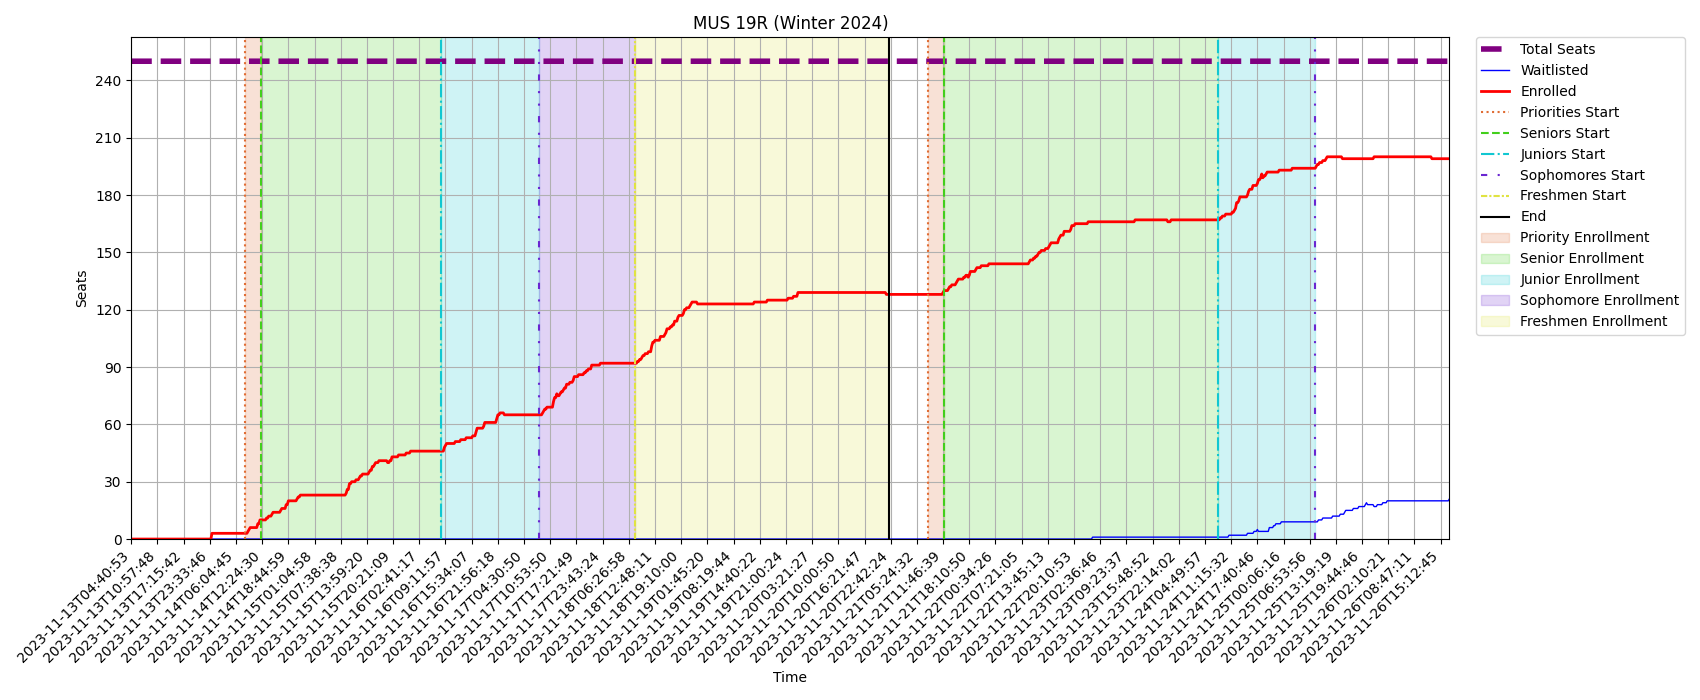 MUS 19R (Winter 2024)
Seats
240
210
180
150
120
90
60
30
0
2023-11-13T04:40:53
2023-11-13T10:57:48
2023-11-13T17:15:42
2023-11-13T23:33:46
2023-11-14T06:04:45
2023-11-14T12:24:30
2023-11-14T18:44:59
2023-11-15T01:04:58
2023-11-15T07:38:38
2023-11-15T13:59:20
2023-11-15T20:21:09
2023-11-16T02:41:17
2023-11-16T09:11:57
2023-11-16T15:34:07
2023-11-16T21:56:18
2023-11-17T04:30:50
2023-11-17T10:53:50
2023-11-17T17:21:49
2023-11-17T23:43:24
2023-11-18T06:26:58
2023-11-18T12:48:11
2023-11-18T19:10:00
2023-11-19T01:45:20
2023-11-19T08:19:44
2023-11-19T14:40:22
2023-11-19T21:00:24
2023-11-20T03:21:27
2023-11-20T10:00:50
2023-11-20T16:21:47
2023-11-20T22:42:24
2023-11-21T05:24:32
2023-11-21T11:46:39
2023-11-21T18:10:50
2023-11-22T00:34:26
2023-11-22T07:21:05
2023-11-22T13:45:13
2023-11-22T20:10:53
2023-11-23T02:36:46
2023-11-23T09:23:37
2023-11-23T15:48:52
2023-11-23T22:14:02
2023-11-24T04:49:57
2023-11-24T11:15:32
2023-11-24T17:40:46
2023-11-25T00:06:16
2023-11-25T06:53:56
2023-11-25T13:19:19
2023-11-25T19:44:46
2023-11-26T02:10:21
2023-11-26T08:47:11
2023-11-26T15:12:45
Time
Total Seats
Waitlisted
Enrolled
Priorities Start
Seniors Start
Juniors Start
Sophomores Start
Freshmen Start
End
Priority Enrollment
Senior Enrollment
Junior Enrollment
Sophomore Enrollment
Freshmen Enrollment